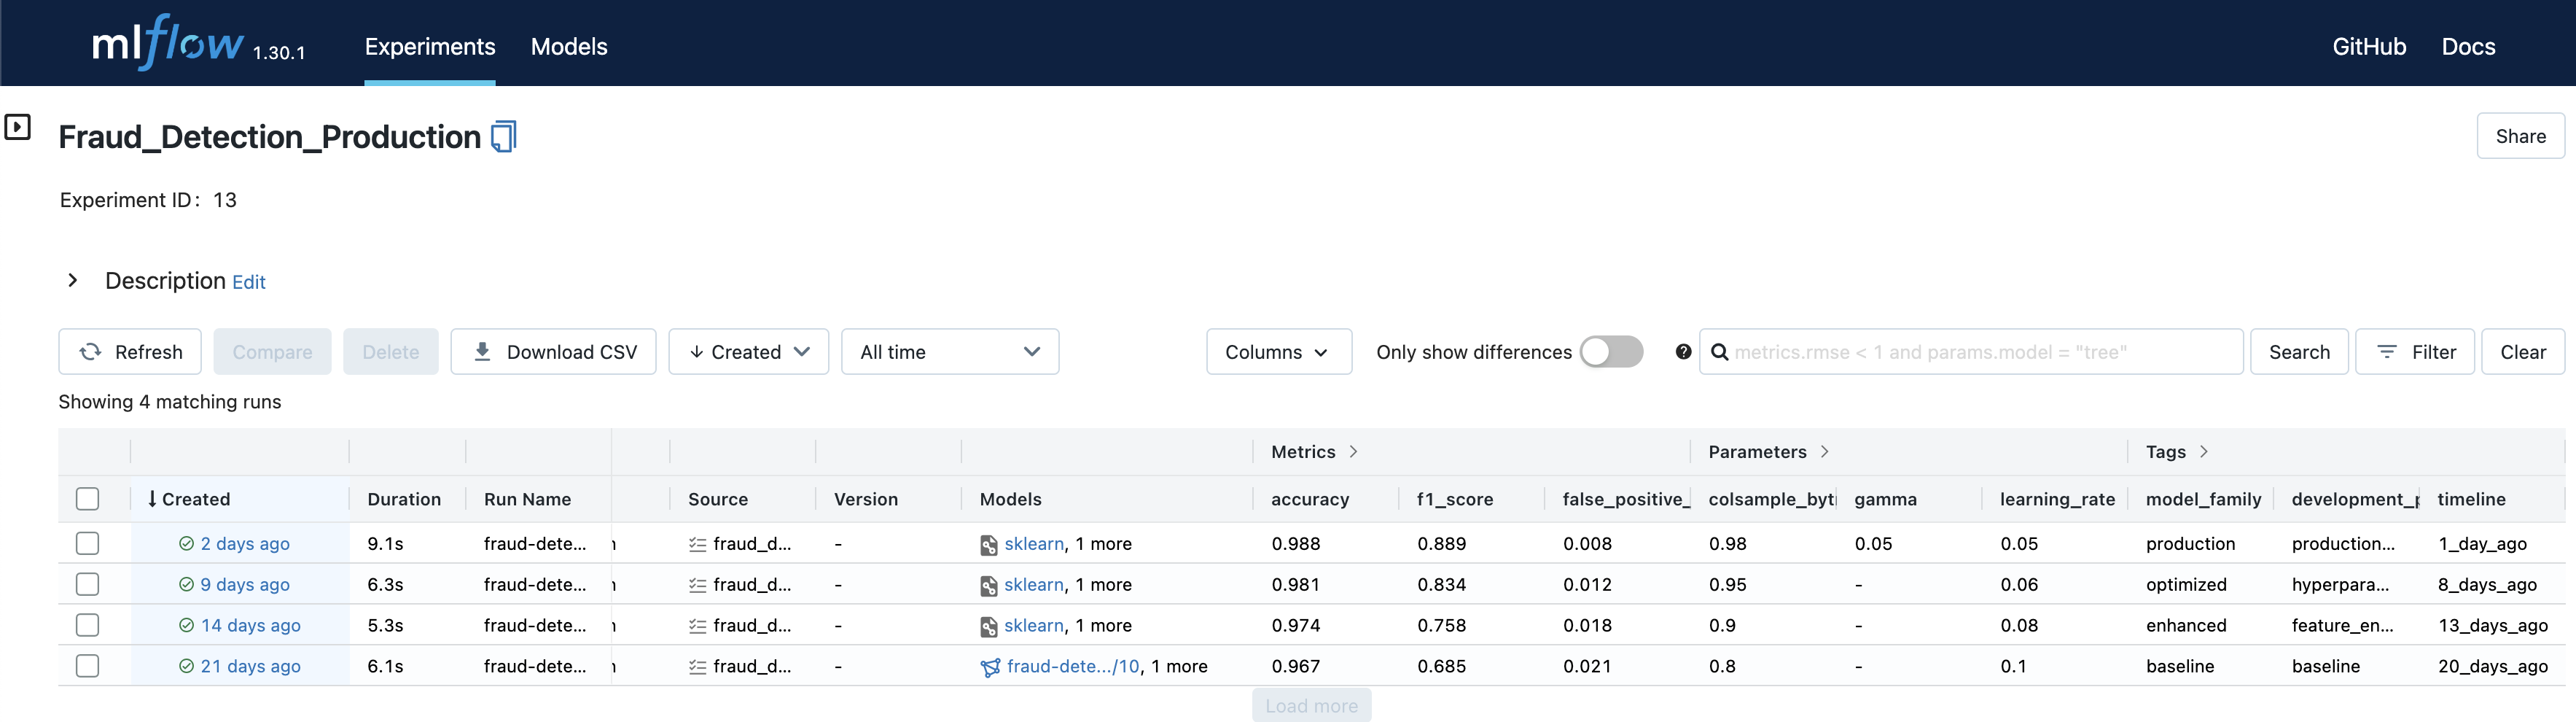 mlflow 1.30.1 Experiments Models GitHub Docs
Fraud_Detection_Production Share
Experiment ID: 13
Description Edit
Refresh Compare Delete Download CSV Created All time Columns Only show differences metrics.rmse < 1 and params.model = "tree" Search Filter Clear
Showing 4 matching runs
Metrics Parameters Tags
Created Duration Run Name Source Version Models accuracy f1_score false_positive_ colsample_bytr gamma learning_rate model_family development_p timeline
2 days ago 9.1s fraud-dete... fraud_d... - sklearn, 1 more 0.988 0.889 0.008 0.98 0.05 0.05 production production... 1_day_ago
9 days ago 6.3s fraud-dete... fraud_d... - sklearn, 1 more 0.981 0.834 0.012 0.95 - 0.06 optimized hyperpara... 8_days_ago
14 days ago 5.3s fraud-dete... fraud_d... - sklearn, 1 more 0.974 0.758 0.018 0.9 - 0.08 enhanced feature_en... 13_days_ago
21 days ago 6.1s fraud-dete... fraud_d... - fraud-dete.../10, 1 more 0.967 0.685 0.021 0.8 - 0.1 baseline baseline 20_days_ago
Load more